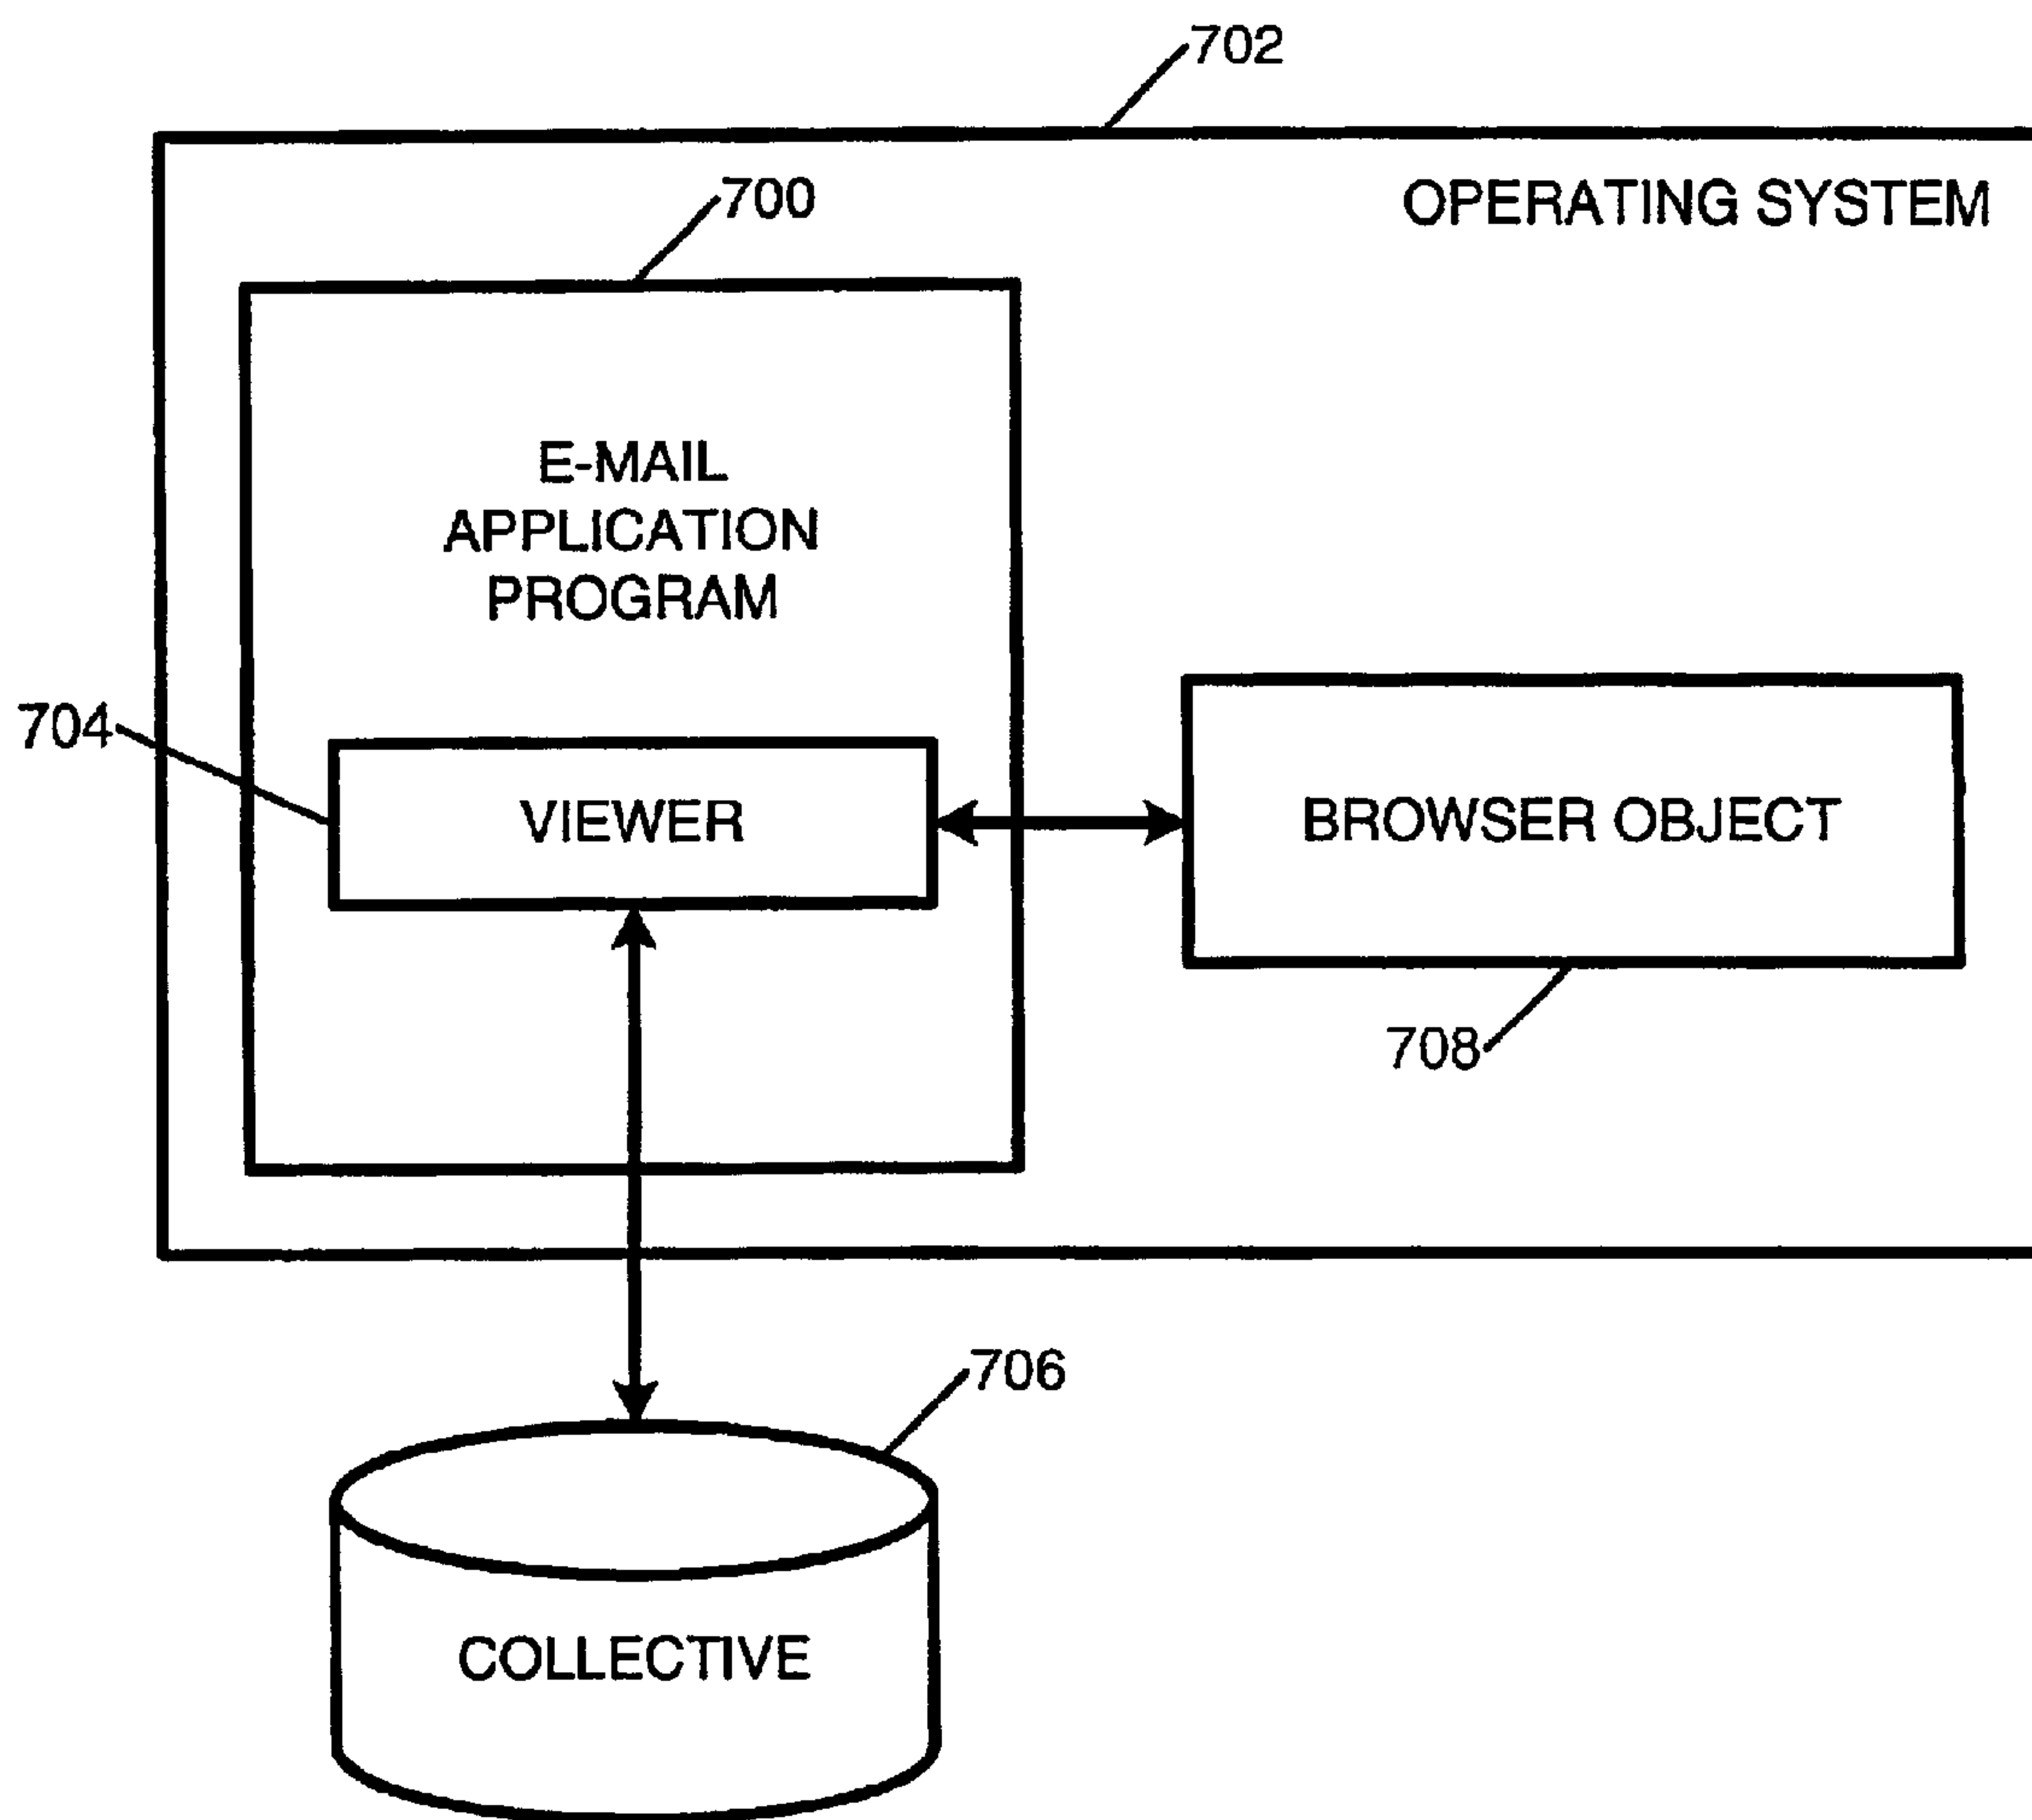 702
OPERATING SYSTEM
700
E-MAIL
APPLICATION
PROGRAM
704
VIEWER
BROWSER OBJECT
708
706
COLLECTIVE